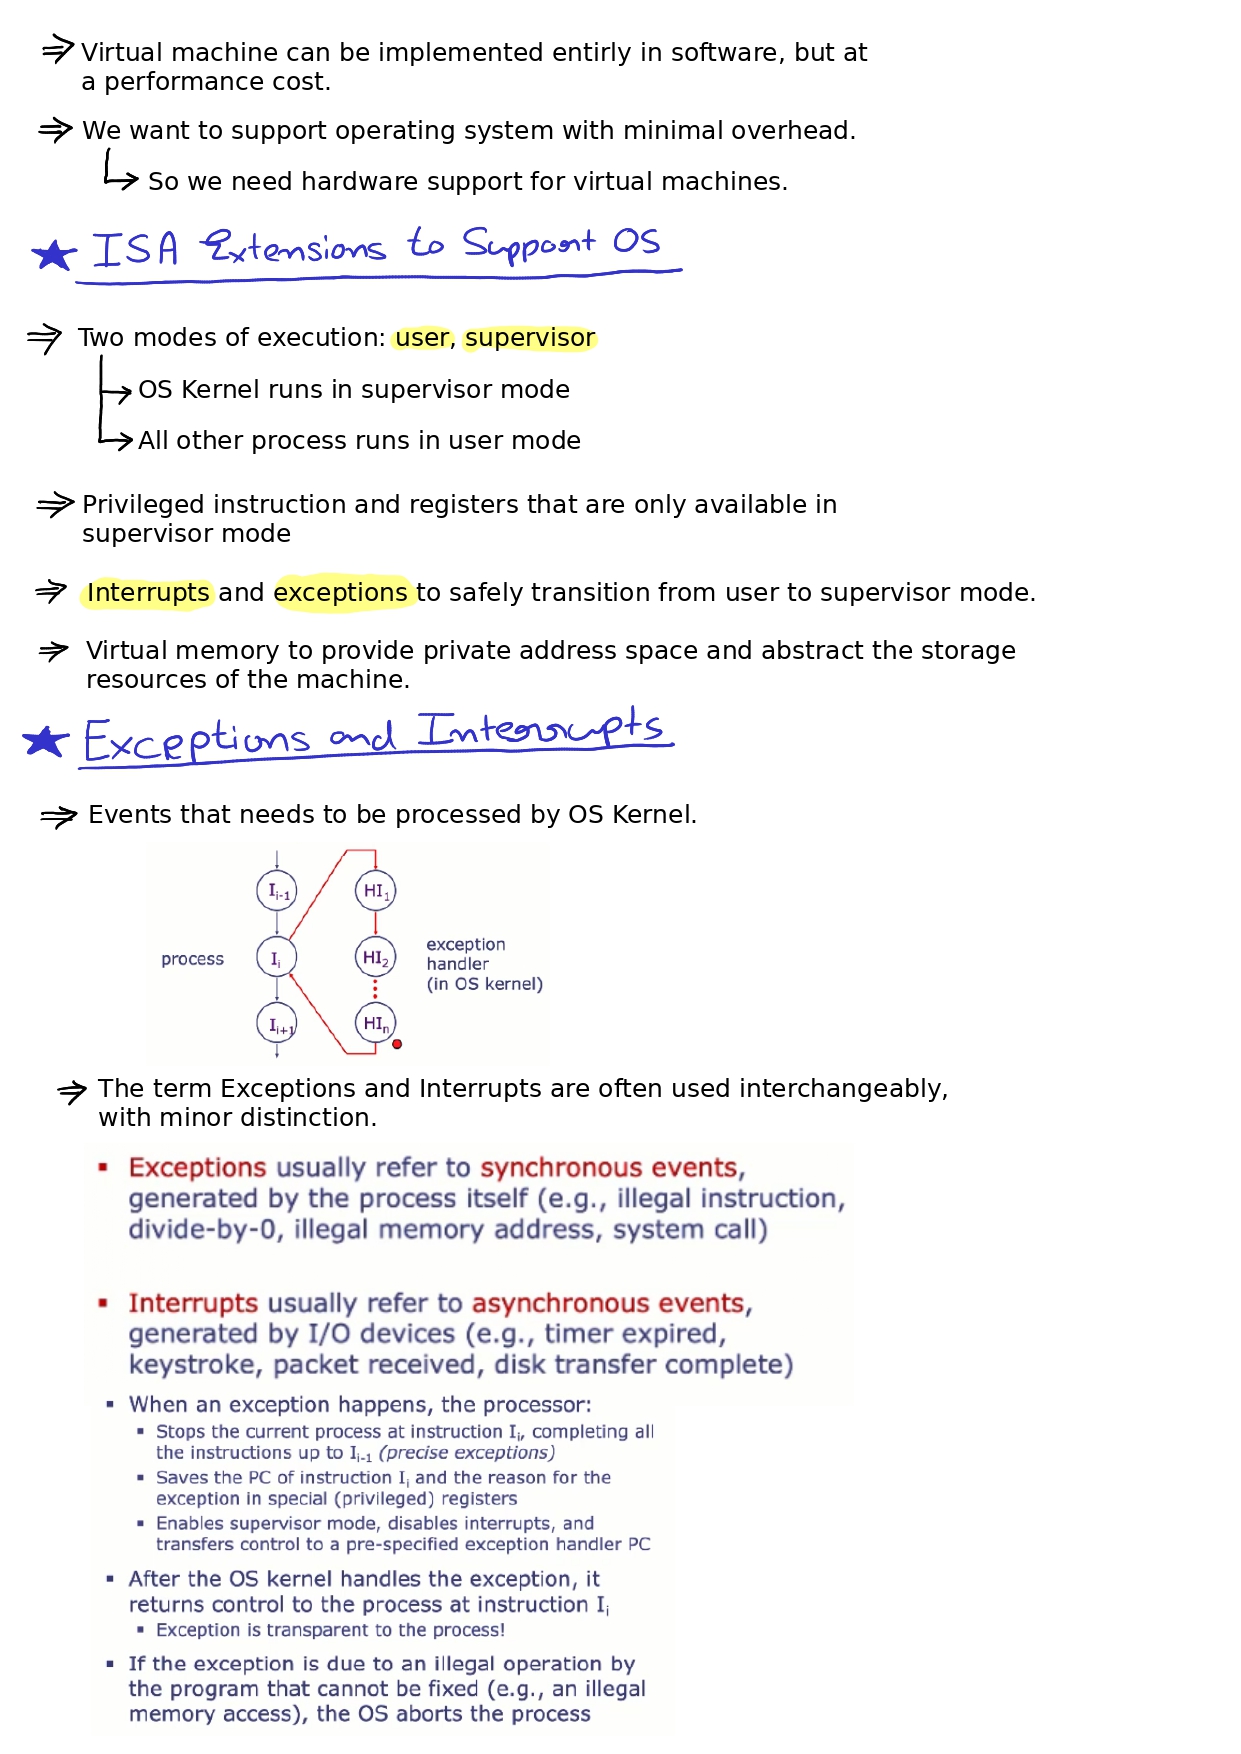 Virtual machine can be implemented entirly in software, but at
a performance cost.
We want to support operating system with minimal overhead.
So we need hardware support for virtual machines.
ISA Extensions to Support OS
Two modes of execution: user, supervisor
OS Kernel runs in supervisor mode
All other process runs in user mode
Privileged instruction and registers that are only available in
supervisor mode
Interrupts and exceptions to safely transition from user to supervisor mode.
Virtual memory to provide private address space and abstract the storage
resources of the machine.
Exceptions and Interrupts
Events that needs to be processed by OS Kernel.
process
I_{i-1}
I_i
I_{i+1}
HI_1
HI_2
HI_n
exception
handler
(in OS kernel)
The term Exceptions and Interrupts are often used interchangeably,
with minor distinction.
▪ Exceptions usually refer to synchronous events,
generated by the process itself (e.g., illegal instruction,
divide-by-0, illegal memory address, system call)
▪ Interrupts usually refer to asynchronous events,
generated by I/O devices (e.g., timer expired,
keystroke, packet received, disk transfer complete)
▪ When an exception happens, the processor:
▪ Stops the current process at instruction I_i, completing all
the instructions up to I_{i-1} (precise exceptions)
▪ Saves the PC of instruction I_i and the reason for the
exception in special (privileged) registers
▪ Enables supervisor mode, disables interrupts, and
transfers control to a pre-specified exception handler PC
▪ After the OS kernel handles the exception, it
returns control to the process at instruction I_i
▪ Exception is transparent to the process!
▪ If the exception is due to an illegal operation by
the program that cannot be fixed (e.g., an illegal
memory access), the OS aborts the process